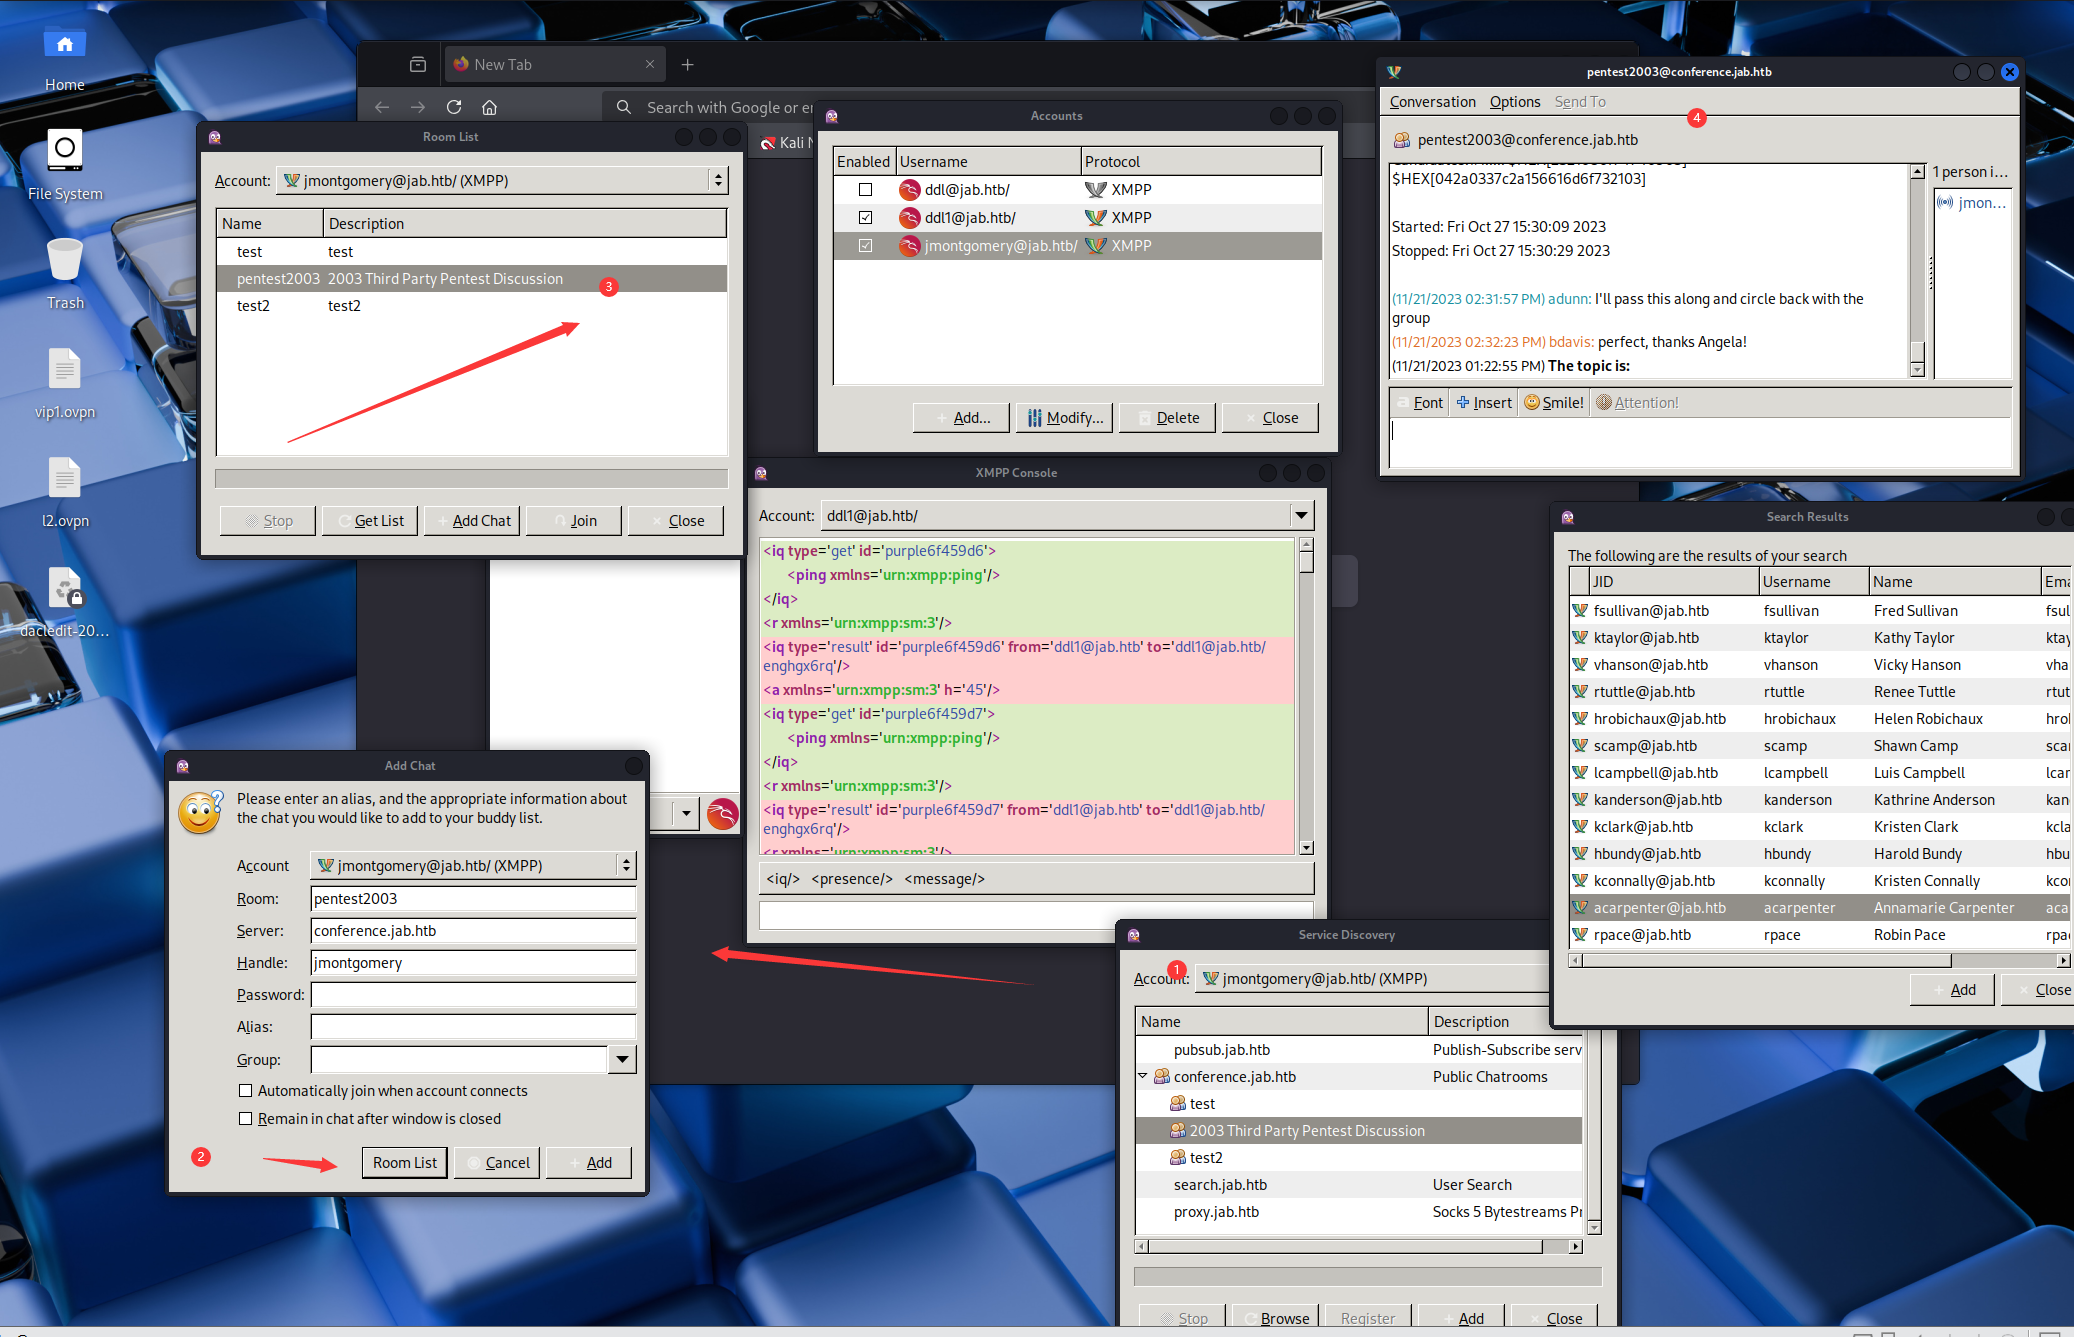 Home
File System
Trash
vip1.ovpn
l2.ovpn
dacledit-20...
New Tab
Search with Google or er
Kali N
Room List
Account: jmontgomery@jab.htb/ (XMPP)
Name Description
test test
pentest2003 2003 Third Party Pentest Discussion
3
test2 test2
Stop Get List Add Chat Join Close
Accounts
Enabled Username Protocol
ddl@jab.htb/ XMPP
ddl1@jab.htb/ XMPP
jmontgomery@jab.htb/ XMPP
Add... Modify... Delete Close
pentest2003@conference.jab.htb
Conversation Options Send To
4
pentest2003@conference.jab.htb
$HEX[042a0337c2a156616d6f732103]
Started: Fri Oct 27 15:30:09 2023
Stopped: Fri Oct 27 15:30:29 2023
(11/21/2023 02:31:57 PM) adunn: I'll pass this along and circle back with the
group
(11/21/2023 02:32:23 PM) bdavis: perfect, thanks Angela!
(11/21/2023 01:22:55 PM) The topic is:
1 person i...
jmon...
Font Insert Smile! Attention!
XMPP Console
Account: ddl1@jab.htb/
<iq type='get' id='purple6f459d6'>
<ping xmlns='urn:xmpp:ping'/>
</iq>
<r xmlns='urn:xmpp:sm:3'/>
<iq type='result' id='purple6f459d6' from='ddl1@jab.htb' to='ddl1@jab.htb/
enghgx6rq'/>
<a xmlns='urn:xmpp:sm:3' h='45'/>
<iq type='get' id='purple6f459d7'>
<ping xmlns='urn:xmpp:ping'/>
</iq>
<r xmlns='urn:xmpp:sm:3'/>
<iq type='result' id='purple6f459d7' from='ddl1@jab.htb' to='ddl1@jab.htb/
enghgx6rq'/>
<r xmlns='urn:xmpp:sm:3'/>
<iq/> <presence/> <message/>
Search Results
The following are the results of your search
JID Username Name Ema
fsullivan@jab.htb fsullivan Fred Sullivan fsul
ktaylor@jab.htb ktaylor Kathy Taylor ktay
vhanson@jab.htb vhanson Vicky Hanson vha
rtuttle@jab.htb rtuttle Renee Tuttle rtut
hrobichaux@jab.htb hrobichaux Helen Robichaux hrol
scamp@jab.htb scamp Shawn Camp scar
lcampbell@jab.htb lcampbell Luis Campbell lcar
kanderson@jab.htb kanderson Kathrine Anderson kan
kclark@jab.htb kclark Kristen Clark kcla
hbundy@jab.htb hbundy Harold Bundy hbu
kconnally@jab.htb kconnally Kristen Connally kcoi
acarpenter@jab.htb acarpenter Annamarie Carpenter aca
rpace@jab.htb rpace Robin Pace rpa
Add Close
Add Chat
Please enter an alias, and the appropriate information about
the chat you would like to add to your buddy list.
Account jmontgomery@jab.htb/ (XMPP)
Room: pentest2003
Server: conference.jab.htb
Handle: jmontgomery
Password:
Alias:
Group:
Automatically join when account connects
Remain in chat after window is closed
2
Room List Cancel Add
Service Discovery
1
Account: jmontgomery@jab.htb/ (XMPP)
Name Description
pubsub.jab.htb Publish-Subscribe serv
conference.jab.htb Public Chatrooms
test
2003 Third Party Pentest Discussion
test2
search.jab.htb User Search
proxy.jab.htb Socks 5 Bytestreams Pr
Stop Browse Register Add Close